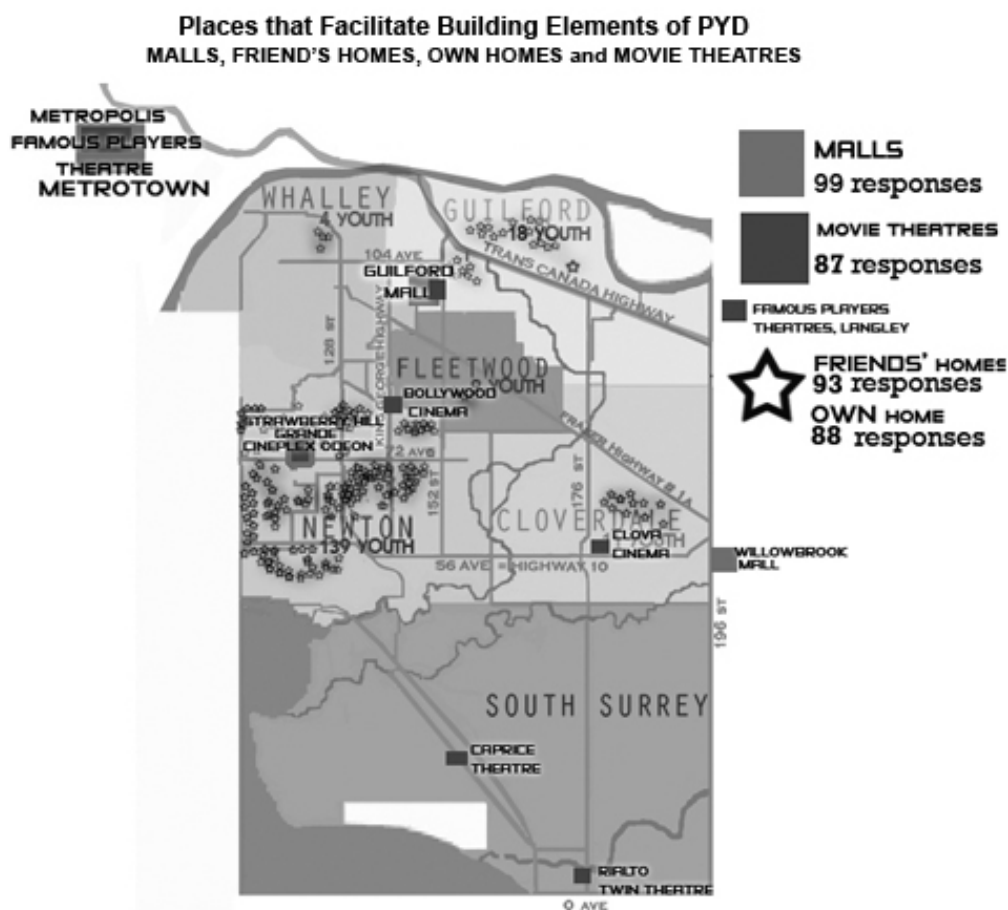 Places that Facilitate Building Elements of PYD
MALLS, FRIEND'S HOMES, OWN HOMES and MOVIE THEATRES
METROPOLIS
FAMOUS PLAYERS
THEATRE
METROTOWN
MALLS
99 responses
MOVIE THEATRES
87 responses
FAMOUS PLAYERS
THEATRES, LANGLEY
FRIENDS' HOMES
93 responses
OWN HOME
88 responses
WHALLEY
4 YOUTH
GUILFORD
18 YOUTH
104 AVE
TRANS CANADA HIGHWAY
GUILFORD
MALL
128 ST
KING GEORGE HIGHWAY
FLEETWOOD
2 YOUTH
BOLLYWOOD
CINEMA
FRASER HIGHWAY # 1A
STRAWBERRY HILL
GRANDE
CINEPLEX ODEON
72 AVE
152 ST
176 ST
NEWTON
139 YOUTH
CLOVERDALE
YOUTH
CLOVA
CINEMA
56 AVE = HIGHWAY 10
WILLOWBROOK
MALL
196 ST
SOUTH SURREY
CAPRICE
THEATRE
RIALTO
TWIN THEATRE
0 AVE